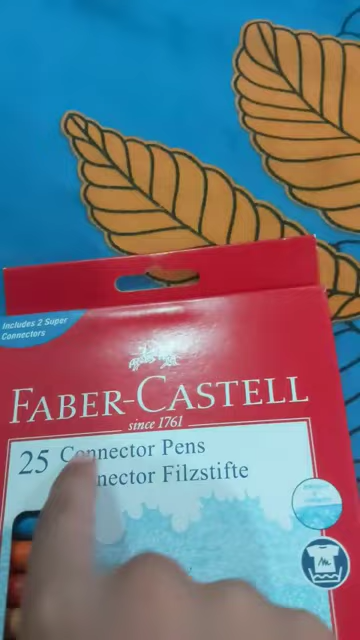 Includes 2 Super
Connectors
FABER-CASTELL
since 1761
25 Connector Pens
Filzstifte